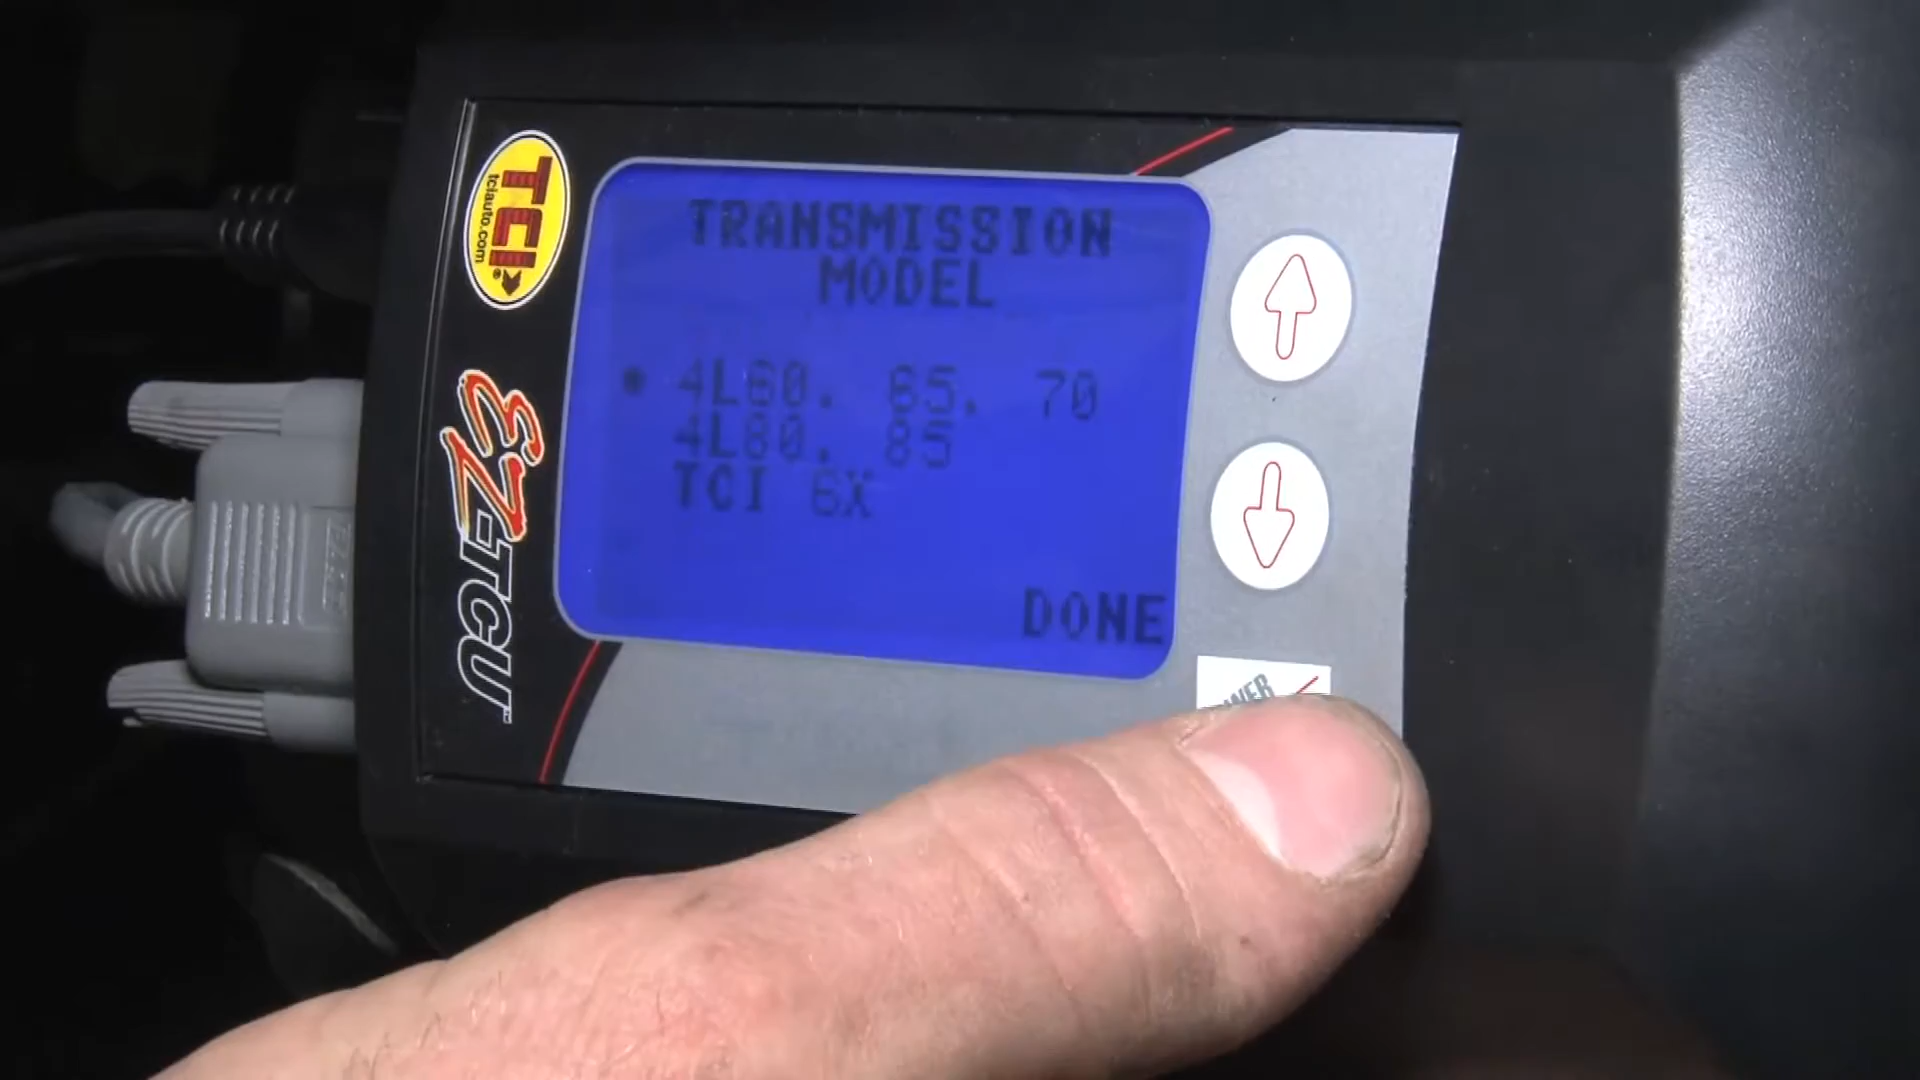 TRANSMISSION
MODEL
4L60. 65. 70
4L80. 85
TCI 6X
DONE
TCI
tciauto.com
EZ-TCU